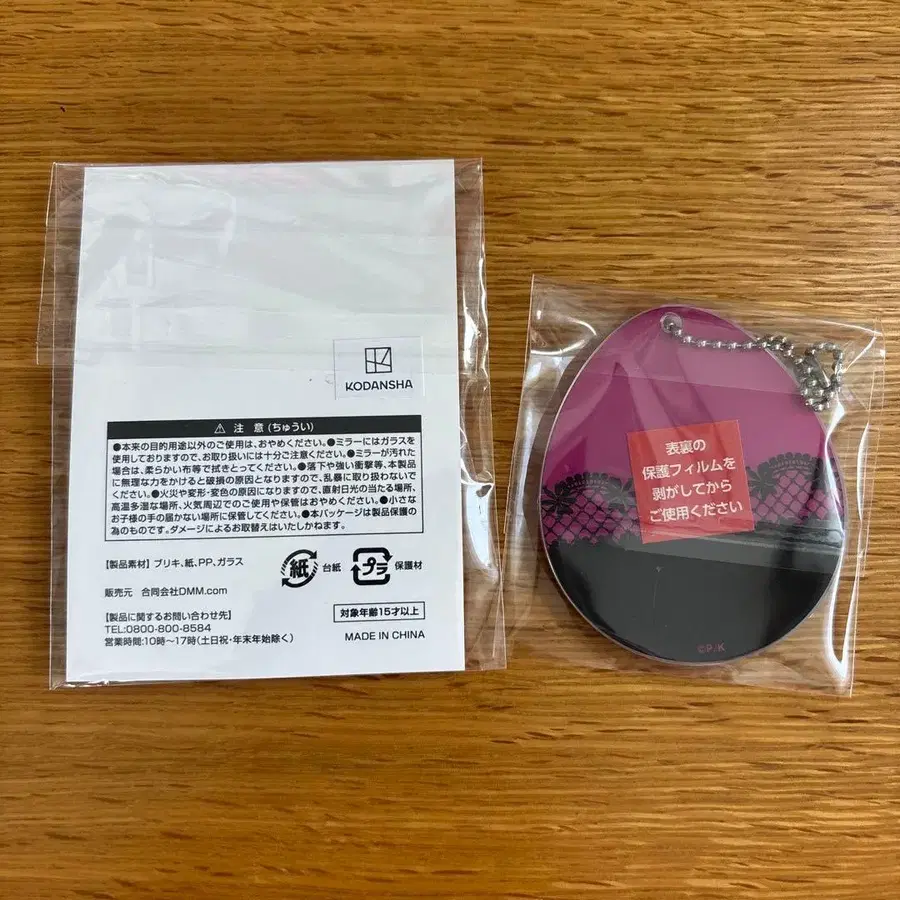 KODANSHA
注 意 (ちゅうい)
●本来の目的用途以外のご使用は、おやめください。●ミラーにはガラスを
使用しておりますので、お取り扱いには十分ご注意ください。●ミラーが汚れた
場合は、柔らかい布等で拭きとってください。●落下や強い衝撃等、本製品
に無理な力をかけると破損の原因となりますので、乱暴に取り扱わないで
ください。●火災や変形・変色の原因になりますので、直射日光の当たる場所、
高温多湿な場所、火気周辺でのご使用や保管はおやめください。●小さな
お子様の手の届かない場所に保管してください。●本パッケージは製品保護の
為のものです。ダメージによるお取替えはいたしかねます。
【製品素材】 ブリキ、紙、PP、ガラス
紙 台紙
プラ 保護材
販売元 合同会社DMM.com
【製品に関するお問い合わせ先】
TEL:0800-800-8584
営業時間:10時～17時(土日祝・年末年始除く)
対象年齢15才以上
MADE IN CHINA
表裏の
保護フィルムを
剥がしてから
ご使用ください